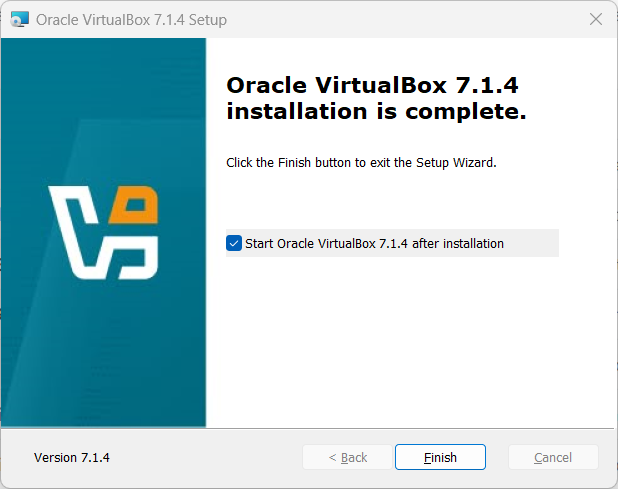 Oracle VirtualBox 7.1.4 Setup
Oracle VirtualBox 7.1.4
installation is complete.
Click the Finish button to exit the Setup Wizard.
Start Oracle VirtualBox 7.1.4 after installation
Version 7.1.4
< Back
Finish
Cancel